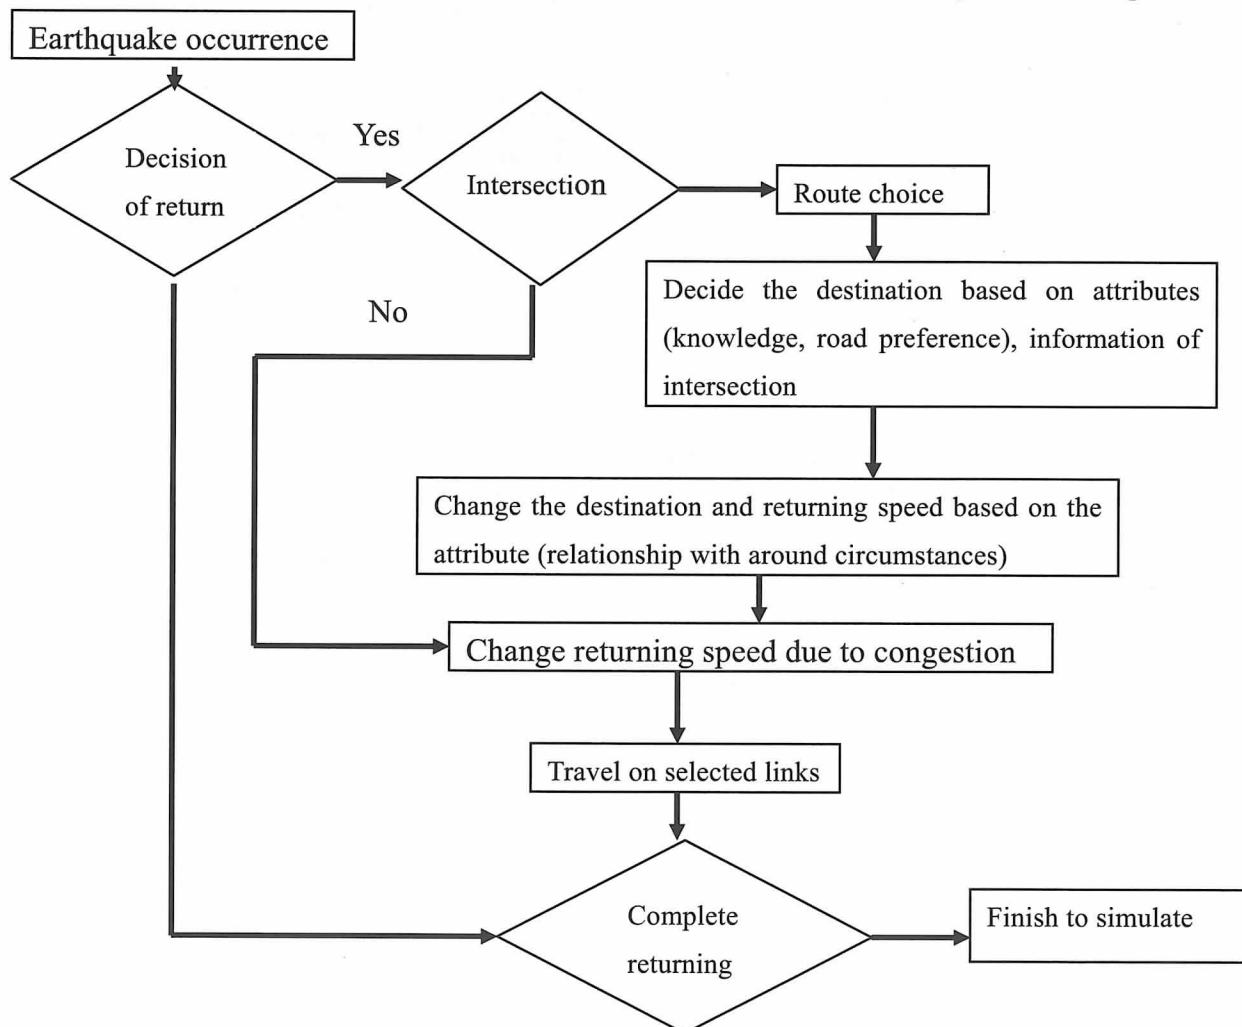 Earthquake occurrence
Decision
of return
Yes
Intersection
Route choice
No
Decide the destination based on attributes
(knowledge, road preference), information of
intersection
Change the destination and returning speed based on the
attribute (relationship with around circumstances)
Change returning speed due to congestion
Travel on selected links
Complete
returning
Finish to simulate